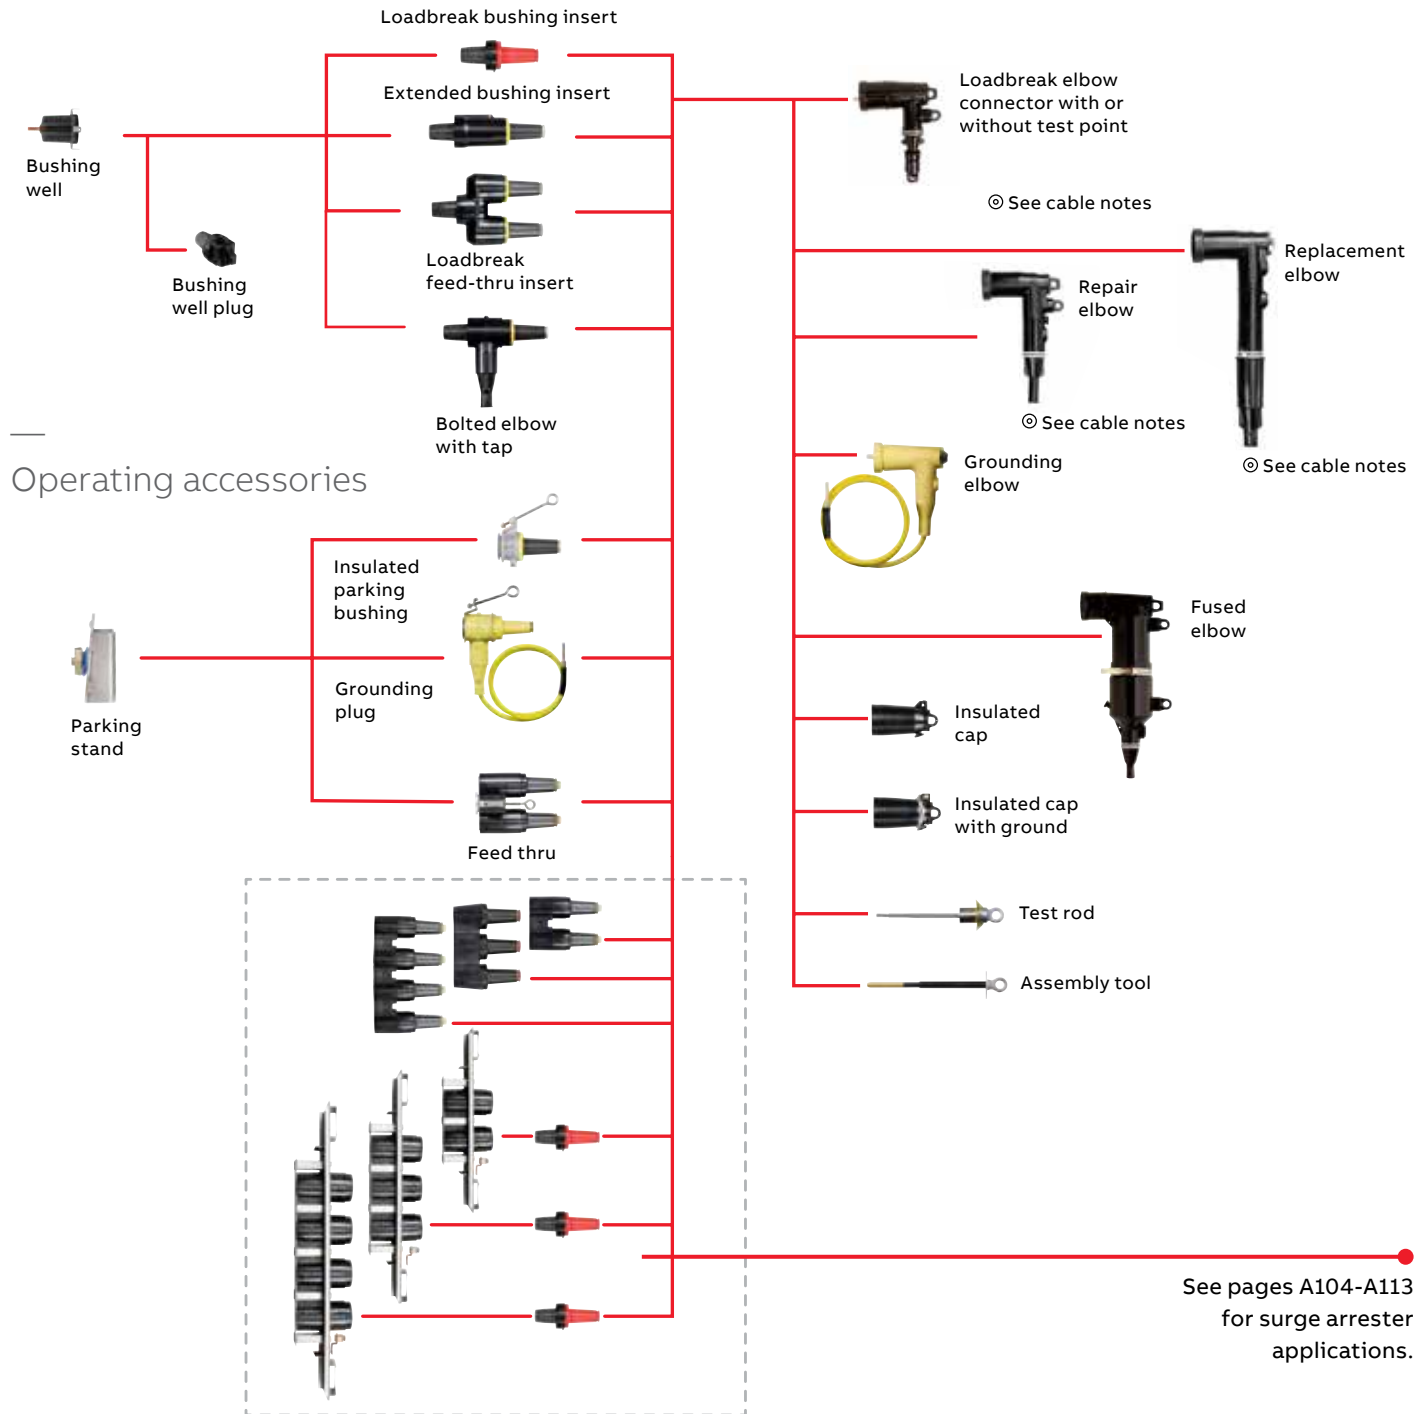 Loadbreak bushing insert
Extended bushing insert
Bushing
well
Bushing
well plug
Loadbreak
feed-thru insert
Bolted elbow
with tap
Loadbreak elbow
connector with or
without test point
◎ See cable notes
Replacement
elbow
Repair
elbow
◎ See cable notes
◎ See cable notes
Grounding
elbow
Operating accessories
Insulated
parking
bushing
Grounding
plug
Parking
stand
Feed thru
Fused
elbow
Insulated
cap
Insulated cap
with ground
Test rod
Assembly tool
See pages A104-A113
for surge arrester
applications.